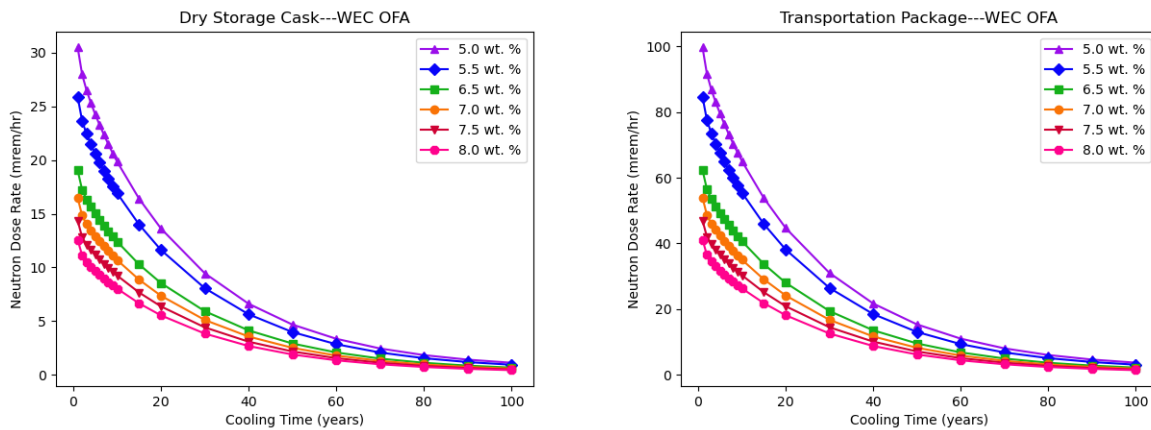 Dry Storage Cask---WEC OFA
Neutron Dose Rate (mrem/hr)
30
25
20
15
10
5
0
5.0 wt. %
5.5 wt. %
6.5 wt. %
7.0 wt. %
7.5 wt. %
8.0 wt. %
0 20 40 60 80 100
Cooling Time (years)
Transportation Package---WEC OFA
Neutron Dose Rate (mrem/hr)
100
80
60
40
20
0
5.0 wt. %
5.5 wt. %
6.5 wt. %
7.0 wt. %
7.5 wt. %
8.0 wt. %
0 20 40 60 80 100
Cooling Time (years)